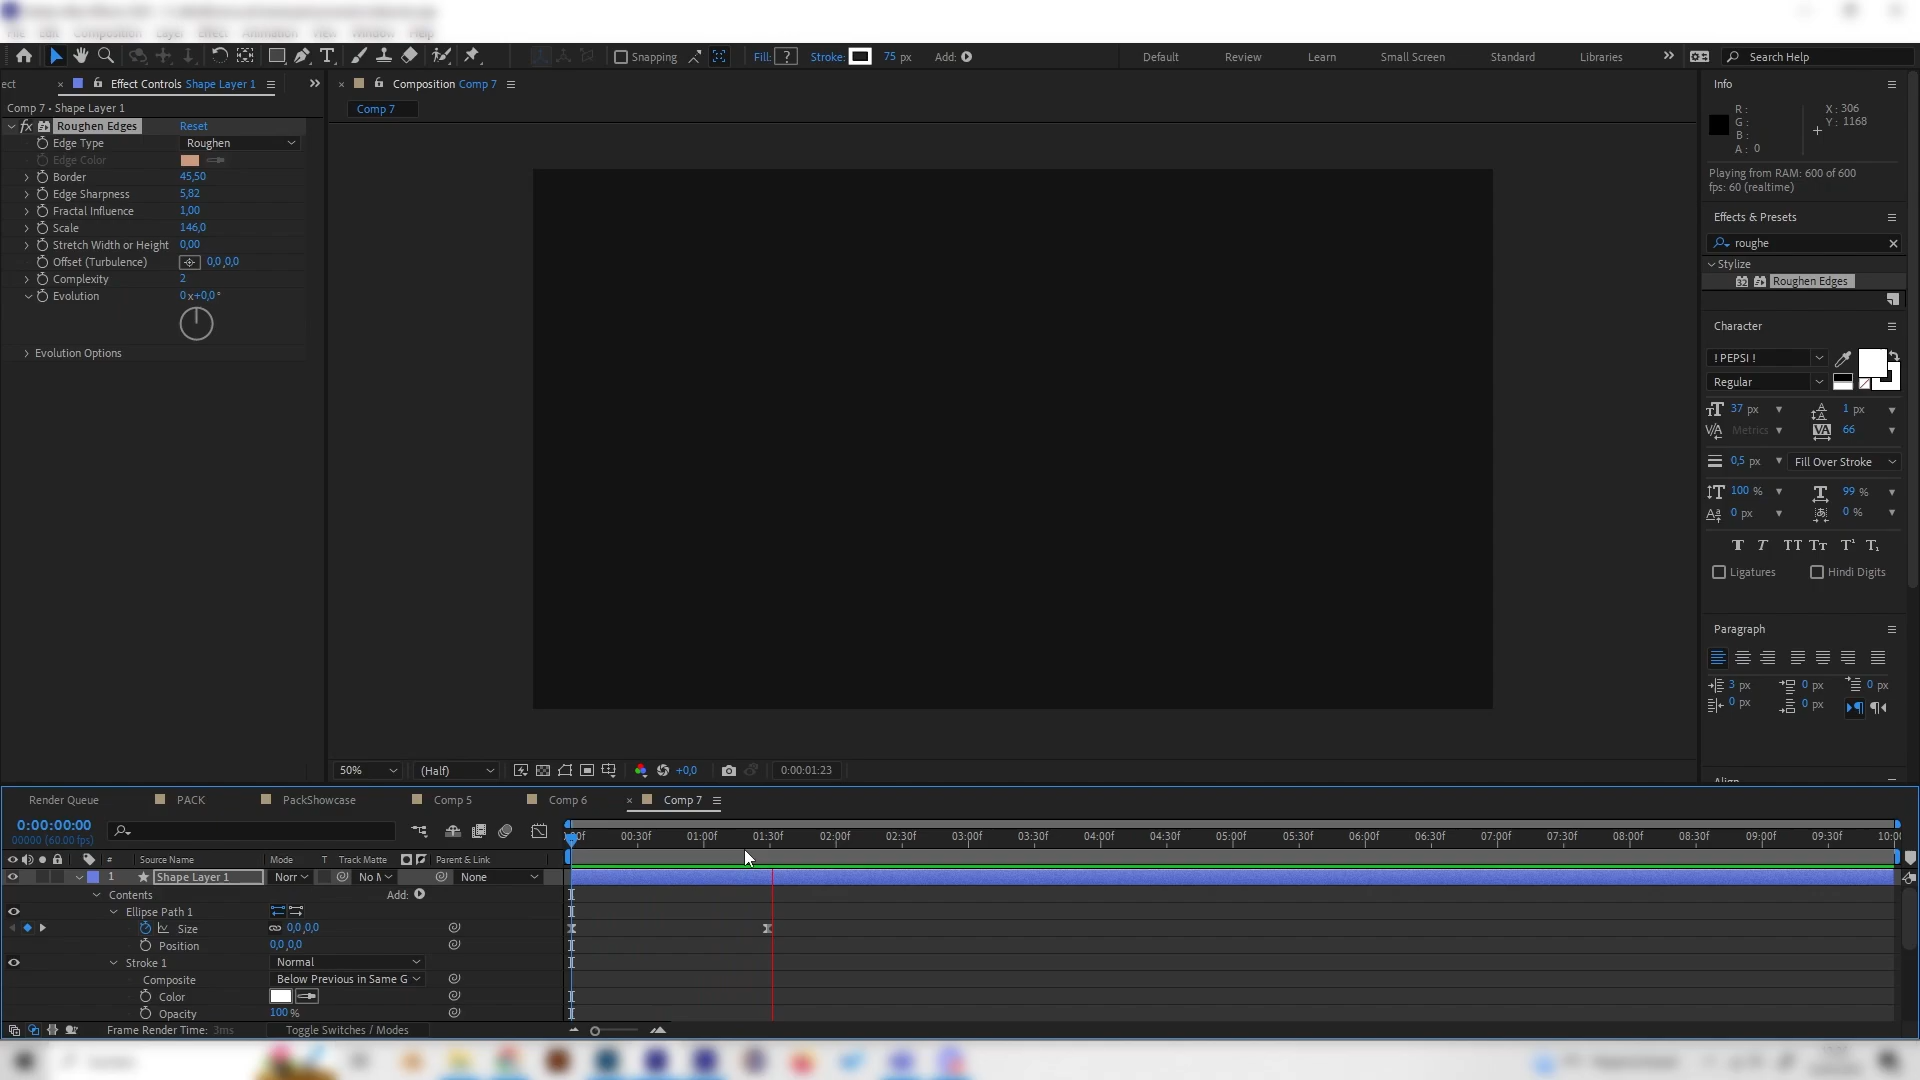 Snapping
Fill: ?
Stroke:
75 px
Add:
Default
Review
Learn
Small Screen
Standard
Libraries
Search Help
ect
Effect Controls Shape Layer 1
Composition Comp 7
Info
Comp 7 • Shape Layer 1
Comp 7
fx Roughen Edges Reset
Edge Type Roughen
Edge Color
Border 45,50
Edge Sharpness 5,82
Fractal Influence 1,00
Scale 146,0
Stretch Width or Height 0,00
Offset (Turbulence) 0,0 ,0,0
Complexity 2
Evolution 0 x+0,0 °
Evolution Options
R :
G :
B :
A : 0
X : 306
Y : 1168
Playing from RAM: 600 of 600
fps: 60 (realtime)
Effects & Presets
roughe
Stylize
32 Roughen Edges
Character
! PEPSI !
Regular
37 px
1 px
Metrics
66
0,5 px
Fill Over Stroke
100 %
99 %
0 px
0 %
Ligatures
Hindi Digits
Paragraph
3 px
0 px
0 px
0 px
0 px
Align
50%
(Half)
+0,0
0:00:01:23
Render Queue
PACK
PackShowcase
Comp 5
Comp 6
Comp 7
0:00:00:00
00000 (60.00 fps)
00:30f 01:00f 01:30f 02:00f 02:30f 03:00f 03:30f 04:00f 04:30f 05:00f 05:30f 06:00f 06:30f 07:00f 07:30f 08:00f 08:30f 09:00f 09:30f 10:0
# Source Name Mode T Track Matte Parent & Link
1 Shape Layer 1 Norr No M None
Contents Add:
Ellipse Path 1
Size 0,0 ,0,0
Position 0,0 ,0,0
Stroke 1 Normal
Composite Below Previous in Same G
Color
Opacity 100 %
Frame Render Time: 3ms
Toggle Switches / Modes